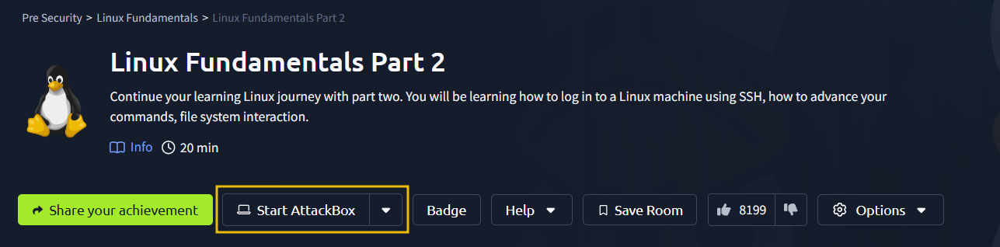 Pre Security > Linux Fundamentals > Linux Fundamentals Part 2
Linux Fundamentals Part 2
Continue your learning Linux journey with part two. You will be learning how to log in to a Linux machine using SSH, how to advance your
commands, file system interaction.
Info 20 min
Share your achievement Start AttackBox Badge Help Save Room 8199 Options